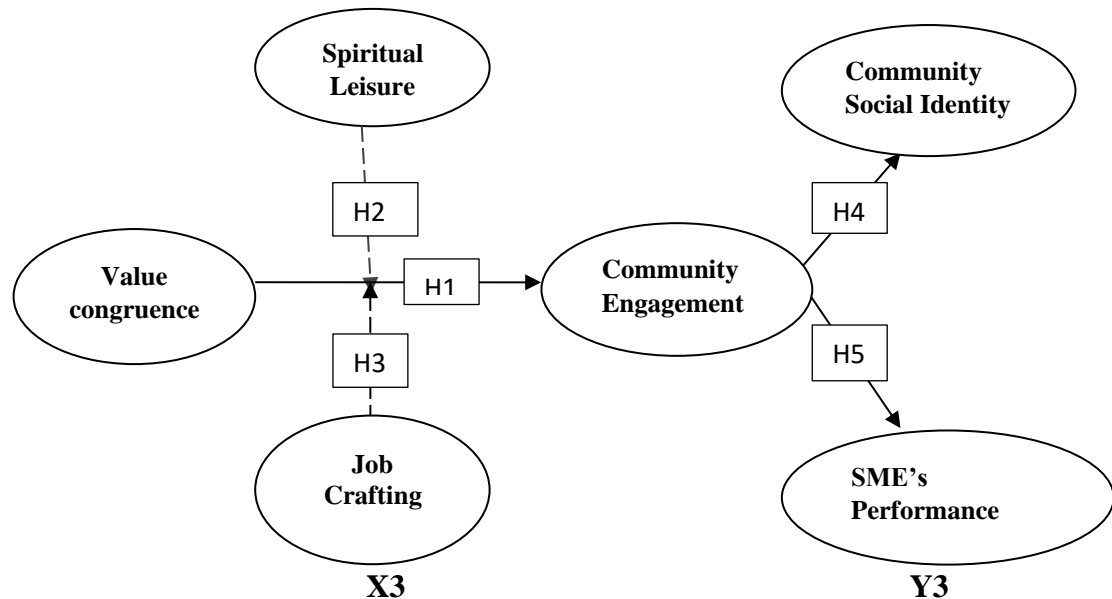 Spiritual
Leisure
Community
Social Identity
H2
H4
Value
congruence
H1
Community
Engagement
H3
H5
Job
Crafting
SME’s
Performance
X3
Y3